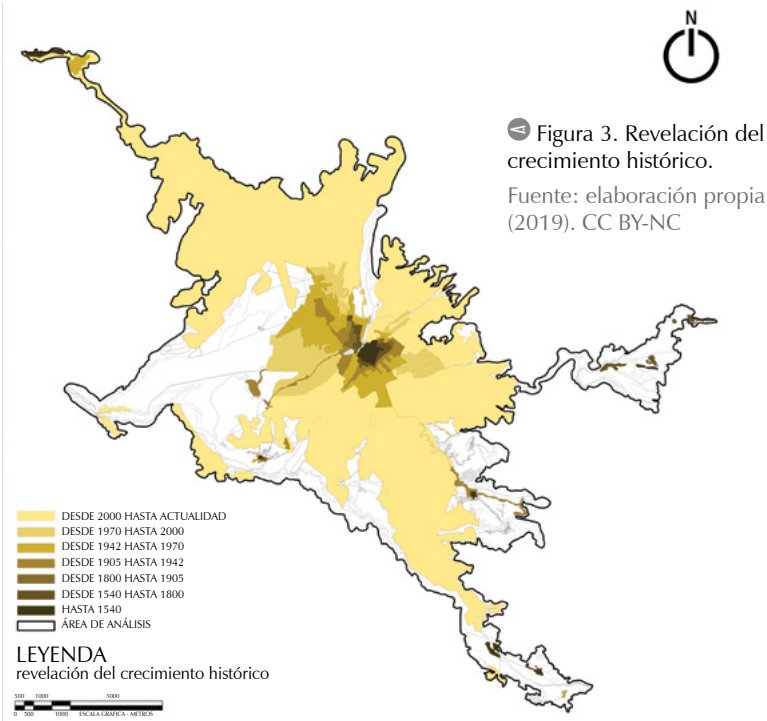 N
Figura 3. Revelación del
crecimiento histórico.
Fuente: elaboración propia
(2019). CC BY-NC
DESDE 2000 HASTA ACTUALIDAD
DESDE 1970 HASTA 2000
DESDE 1942 HASTA 1970
DESDE 1905 HASTA 1942
DESDE 1800 HASTA 1905
DESDE 1540 HASTA 1800
HASTA 1540
ÁREA DE ANÁLISIS
LEYENDA
revelación del crecimiento histórico
500 1000 5000
0 500 1000 ESCALA GRÁFICA - METROS